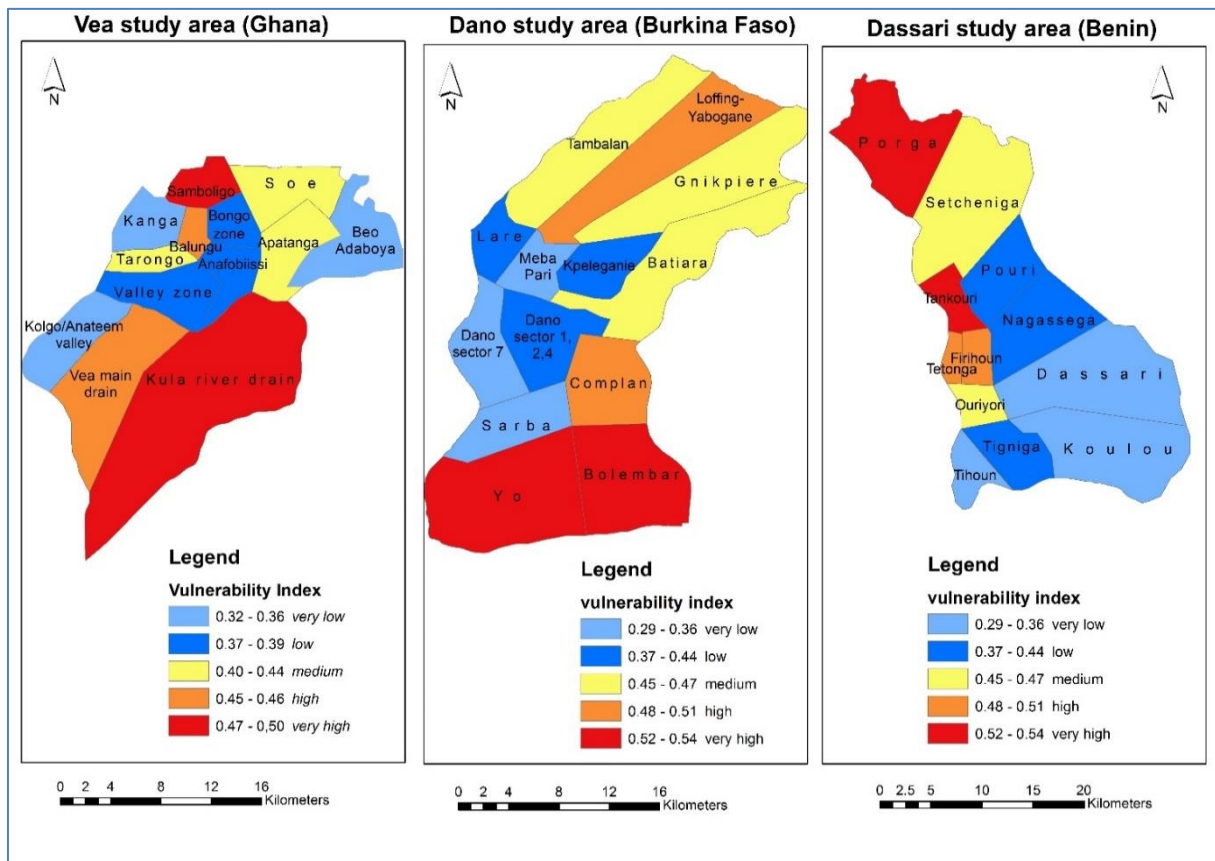 Vea study area (Ghana)
N
Samboligo
Soe
Kanga
Bongo
zone
Beo
Adaboya
Balungu
Apatanga
Tarongo
Anafobiissi
Valley zone
Kolgo/Anateem
valley
Vea main
drain
Kula river drain
Legend
Vulnerability Index
0.32 - 0.36 very low
0.37 - 0.39 low
0.40 - 0.44 medium
0.45 - 0.46 high
0.47 - 0,50 very high
0 2 4 8 12 16
Kilometers
Dano study area (Burkina Faso)
N
Loffing-
Yabogane
Tambalan
Gnikpiere
Lare
Meba
Pari
Kpeleganie
Batiara
Dano
sector 7
Dano
sector 1,
2,4
Complan
Sarba
Bolembar
Yo
Legend
vulnerability index
0.29 - 0.36 very low
0.37 - 0.44 low
0.45 - 0.47 medium
0.48 - 0.51 high
0.52 - 0.54 very high
0 2 4 8 12 16
Kilometers
Dassari study area (Benin)
N
Porga
Setcheniga
Pouri
Tankouri
Nagassega
Firihoun
Tetonga
Dassari
Ouriyori
Koulou
Tigniga
Tihoun
Legend
vulnerability index
0.29 - 0.36 very low
0.37 - 0.44 low
0.45 - 0.47 medium
0.48 - 0.51 high
0.52 - 0.54 very high
0 2.5 5 10 15 20
Kilometers